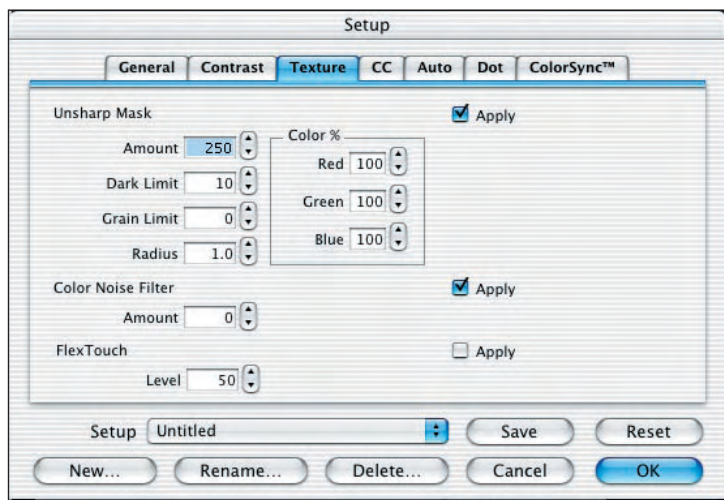 Setup
General Contrast Texture CC Auto Dot ColorSync™
Unsharp Mask Apply
Amount 250 Color %
Red 100
Dark Limit 10
Green 100
Grain Limit 0
Blue 100
Radius 1.0
Color Noise Filter Apply
Amount 0
FlexTouch Apply
Level 50
Setup Untitled Save Reset
New... Rename... Delete... Cancel OK